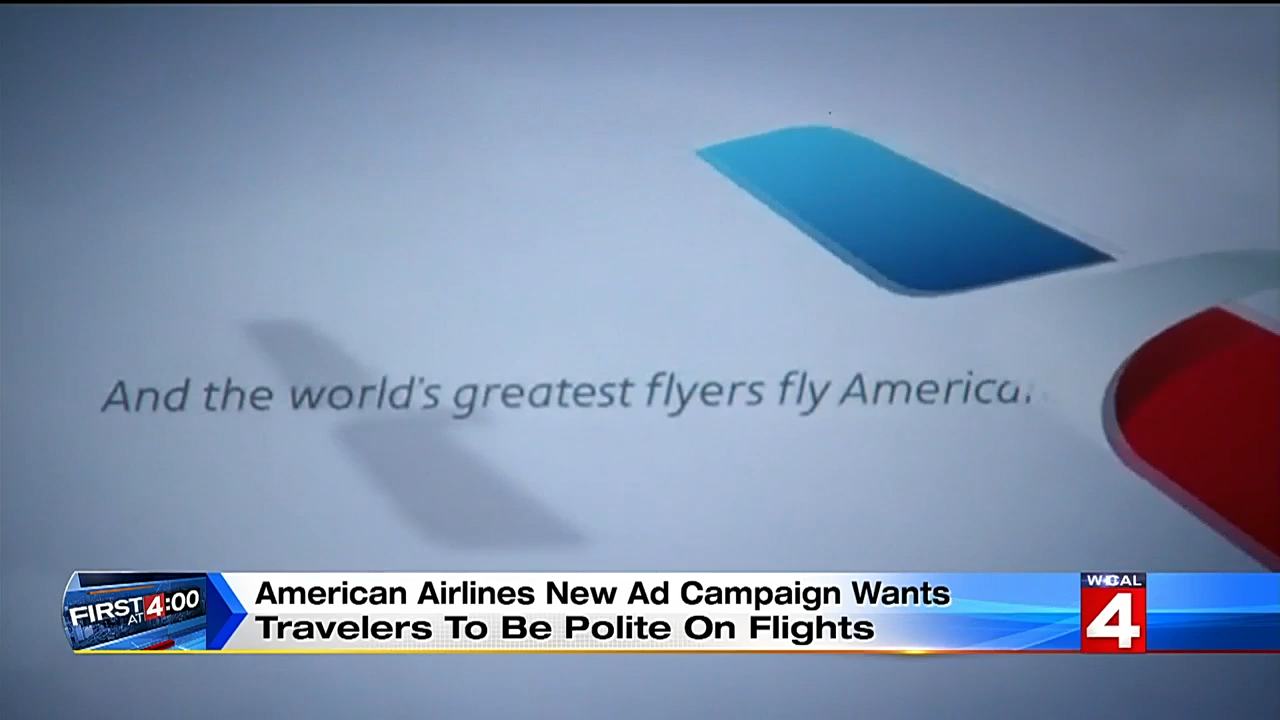 And the world's greatest flyers fly America.
American Airlines New Ad Campaign Wants
Travelers To Be Polite On Flights
FIRST
AT 4:00
4